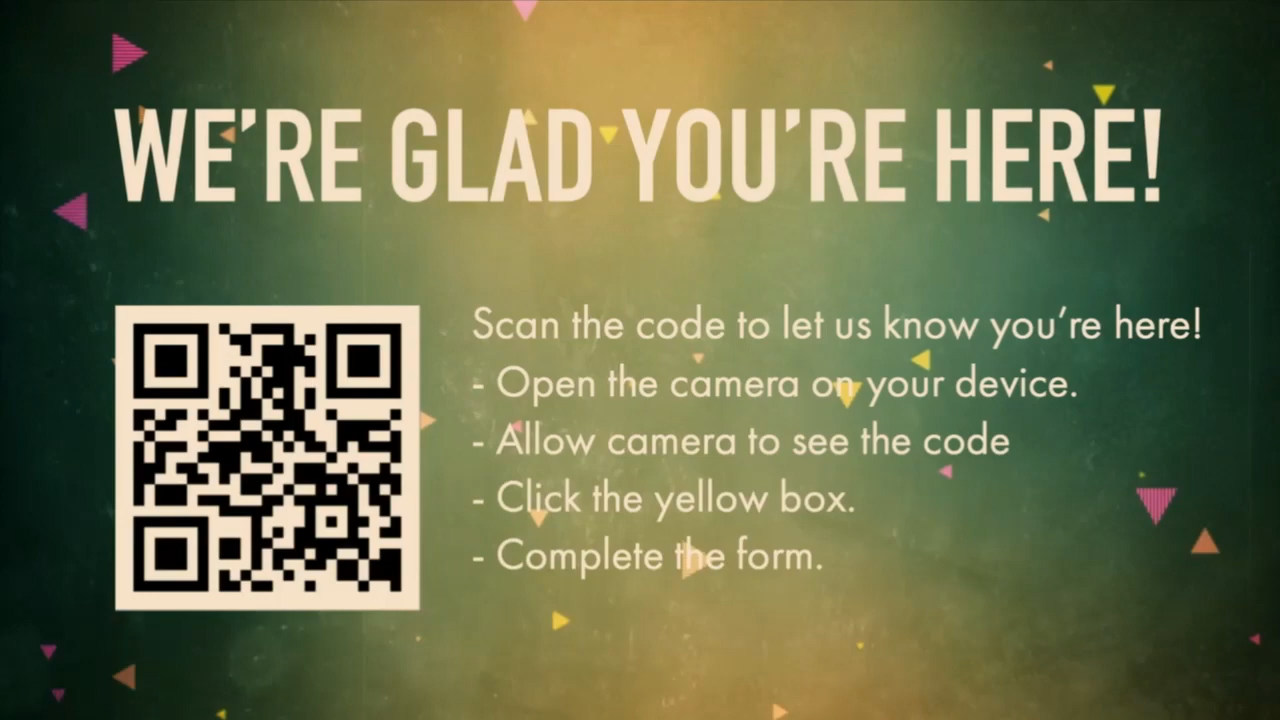 WE’RE GLAD YOU’RE HERE!
Scan the code to let us know you’re here!
- Open the camera on your device.
- Allow camera to see the code
- Click the yellow box.
- Complete the form.